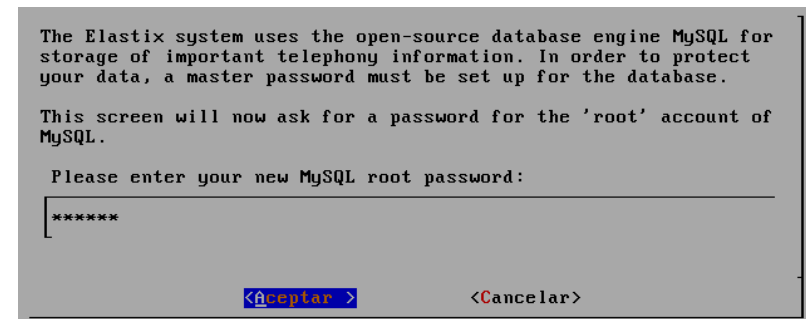 The Elastix system uses the open-source database engine MySQL for
storage of important telephony information. In order to protect
your data, a master password must be set up for the database.
This screen will now ask for a password for the 'root' account of
MySQL.
Please enter your new MySQL root password:
******
<Aceptar > <Cancelar>